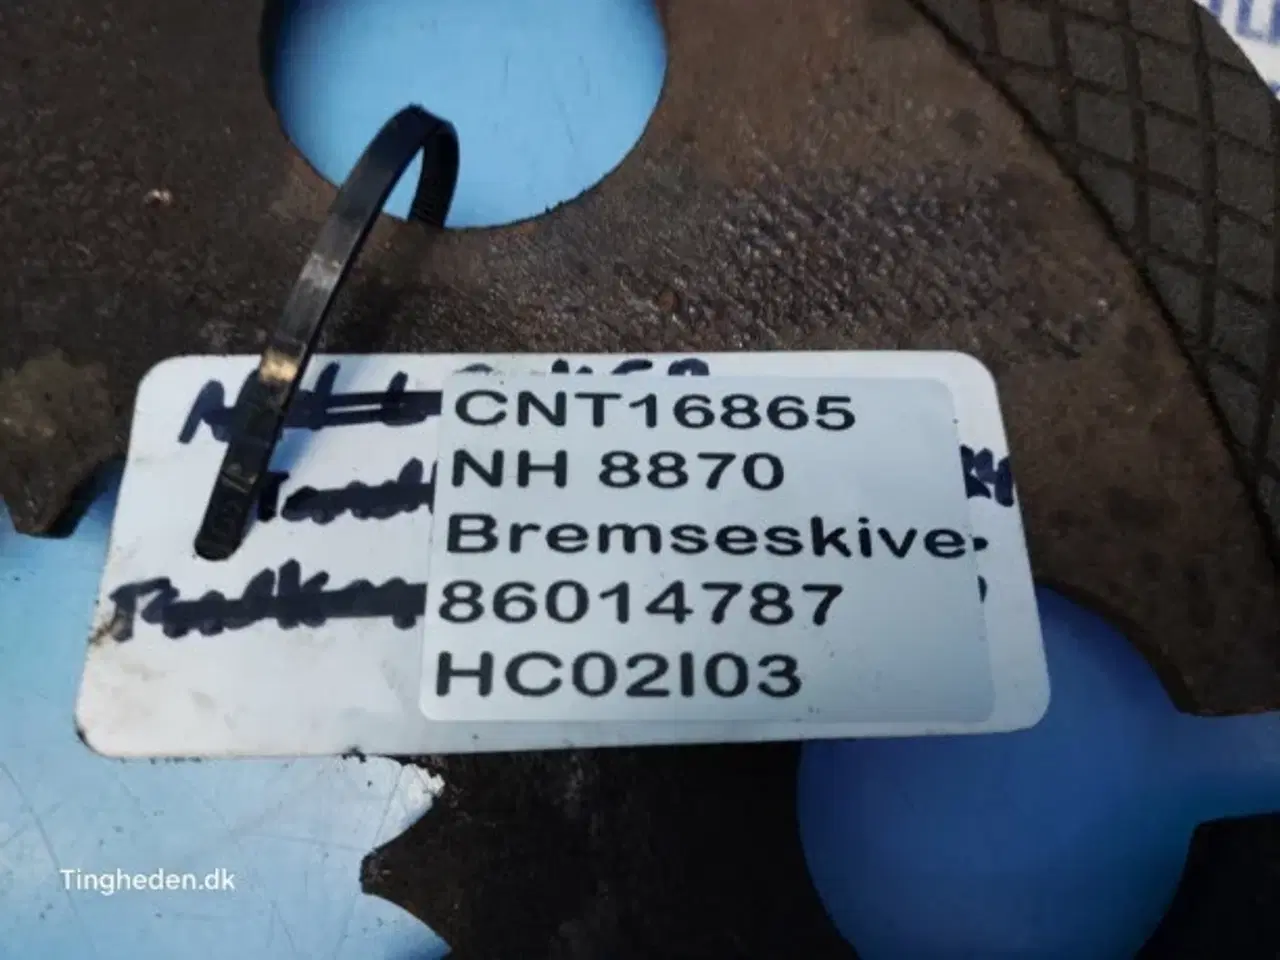 CNT16865
NH 8870
Bremseskive
86014787
HC02I03
Tingheden.dk